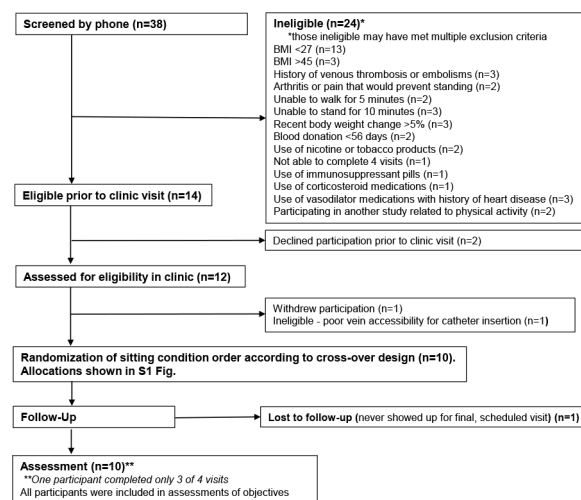 Screened by phone (n=38)
Ineligible (n=24)*
*those ineligible may have met multiple exclusion criteria
BMI <27 (n=13)
BMI >45 (n=3)
History of venous thrombosis or embolisms (n=3)
Arthritis or pain that would prevent standing (n=2)
Unable to walk for 5 minutes (n=2)
Unable to stand for 10 minutes (n=3)
Recent body weight change >5% (n=3)
Blood donation <56 days (n=2)
Use of nicotine or tobacco products (n=2)
Not able to complete 4 visits (n=1)
Use of immunosuppressant pills (n=1)
Use of corticosteroid medications (n=1)
Use of vasodilator medications with history of heart disease (n=3)
Participating in another study related to physical activity (n=2)
Eligible prior to clinic visit (n=14)
Declined participation prior to clinic visit (n=2)
Assessed for eligibility in clinic (n=12)
Withdrew participation (n=1)
Ineligible - poor vein accessibility for catheter insertion (n=1)
Randomization of sitting condition order according to cross-over design (n=10).
Allocations shown in S1 Fig.
Follow-Up
Lost to follow-up (never showed up for final, scheduled visit) (n=1)
Assessment (n=10)**
**One participant completed only 3 of 4 visits
All participants were included in assessments of objectives